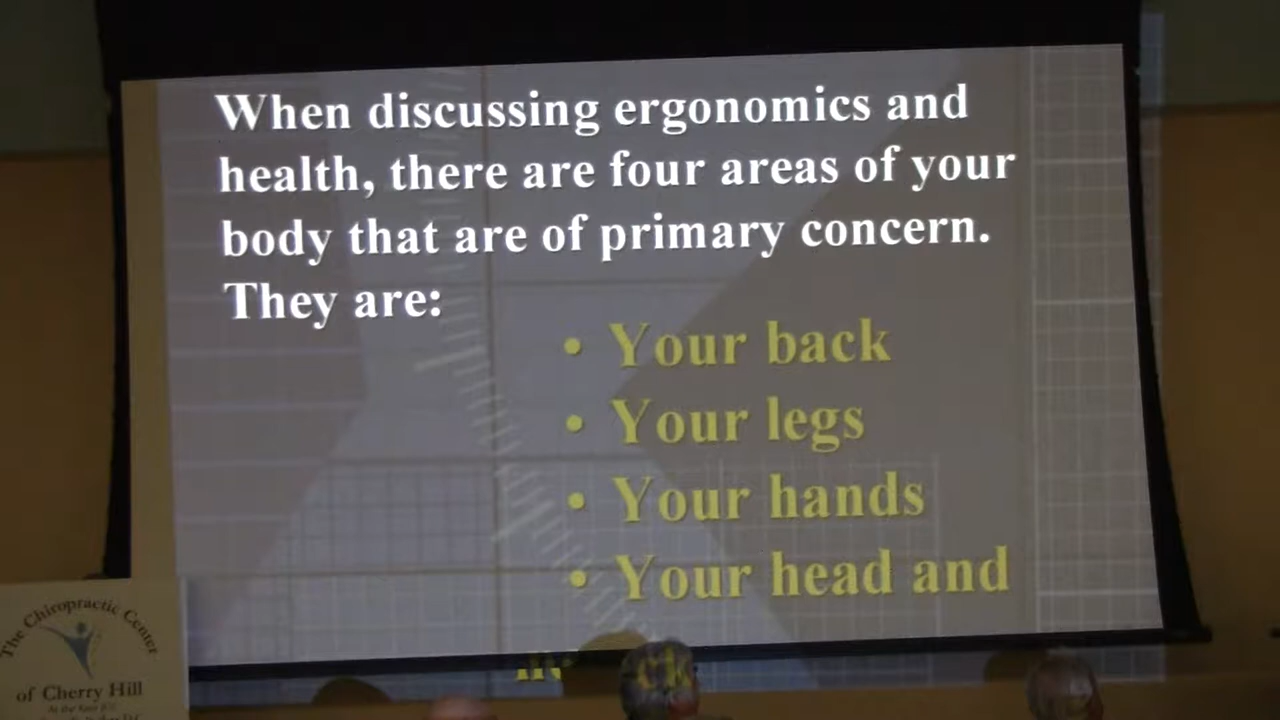 When discussing ergonomics and
health, there are four areas of your
body that are of primary concern.
They are:
• Your back
• Your legs
• Your hands
• Your head and
The Chiropractic Center
of Cherry Hill